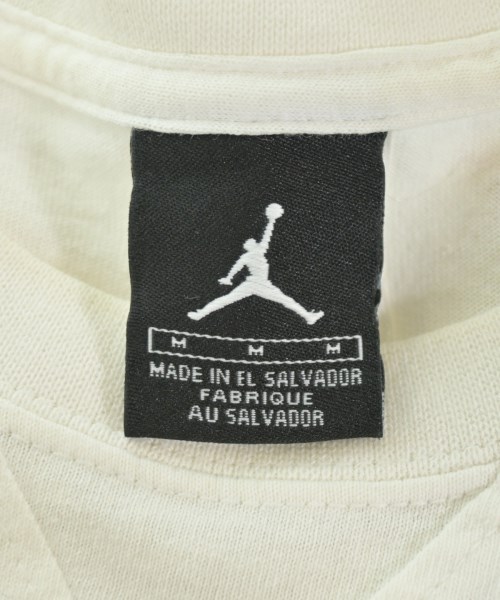 M M M
MADE IN EL SALVADOR
FABRIQUE
AU SALVADOR